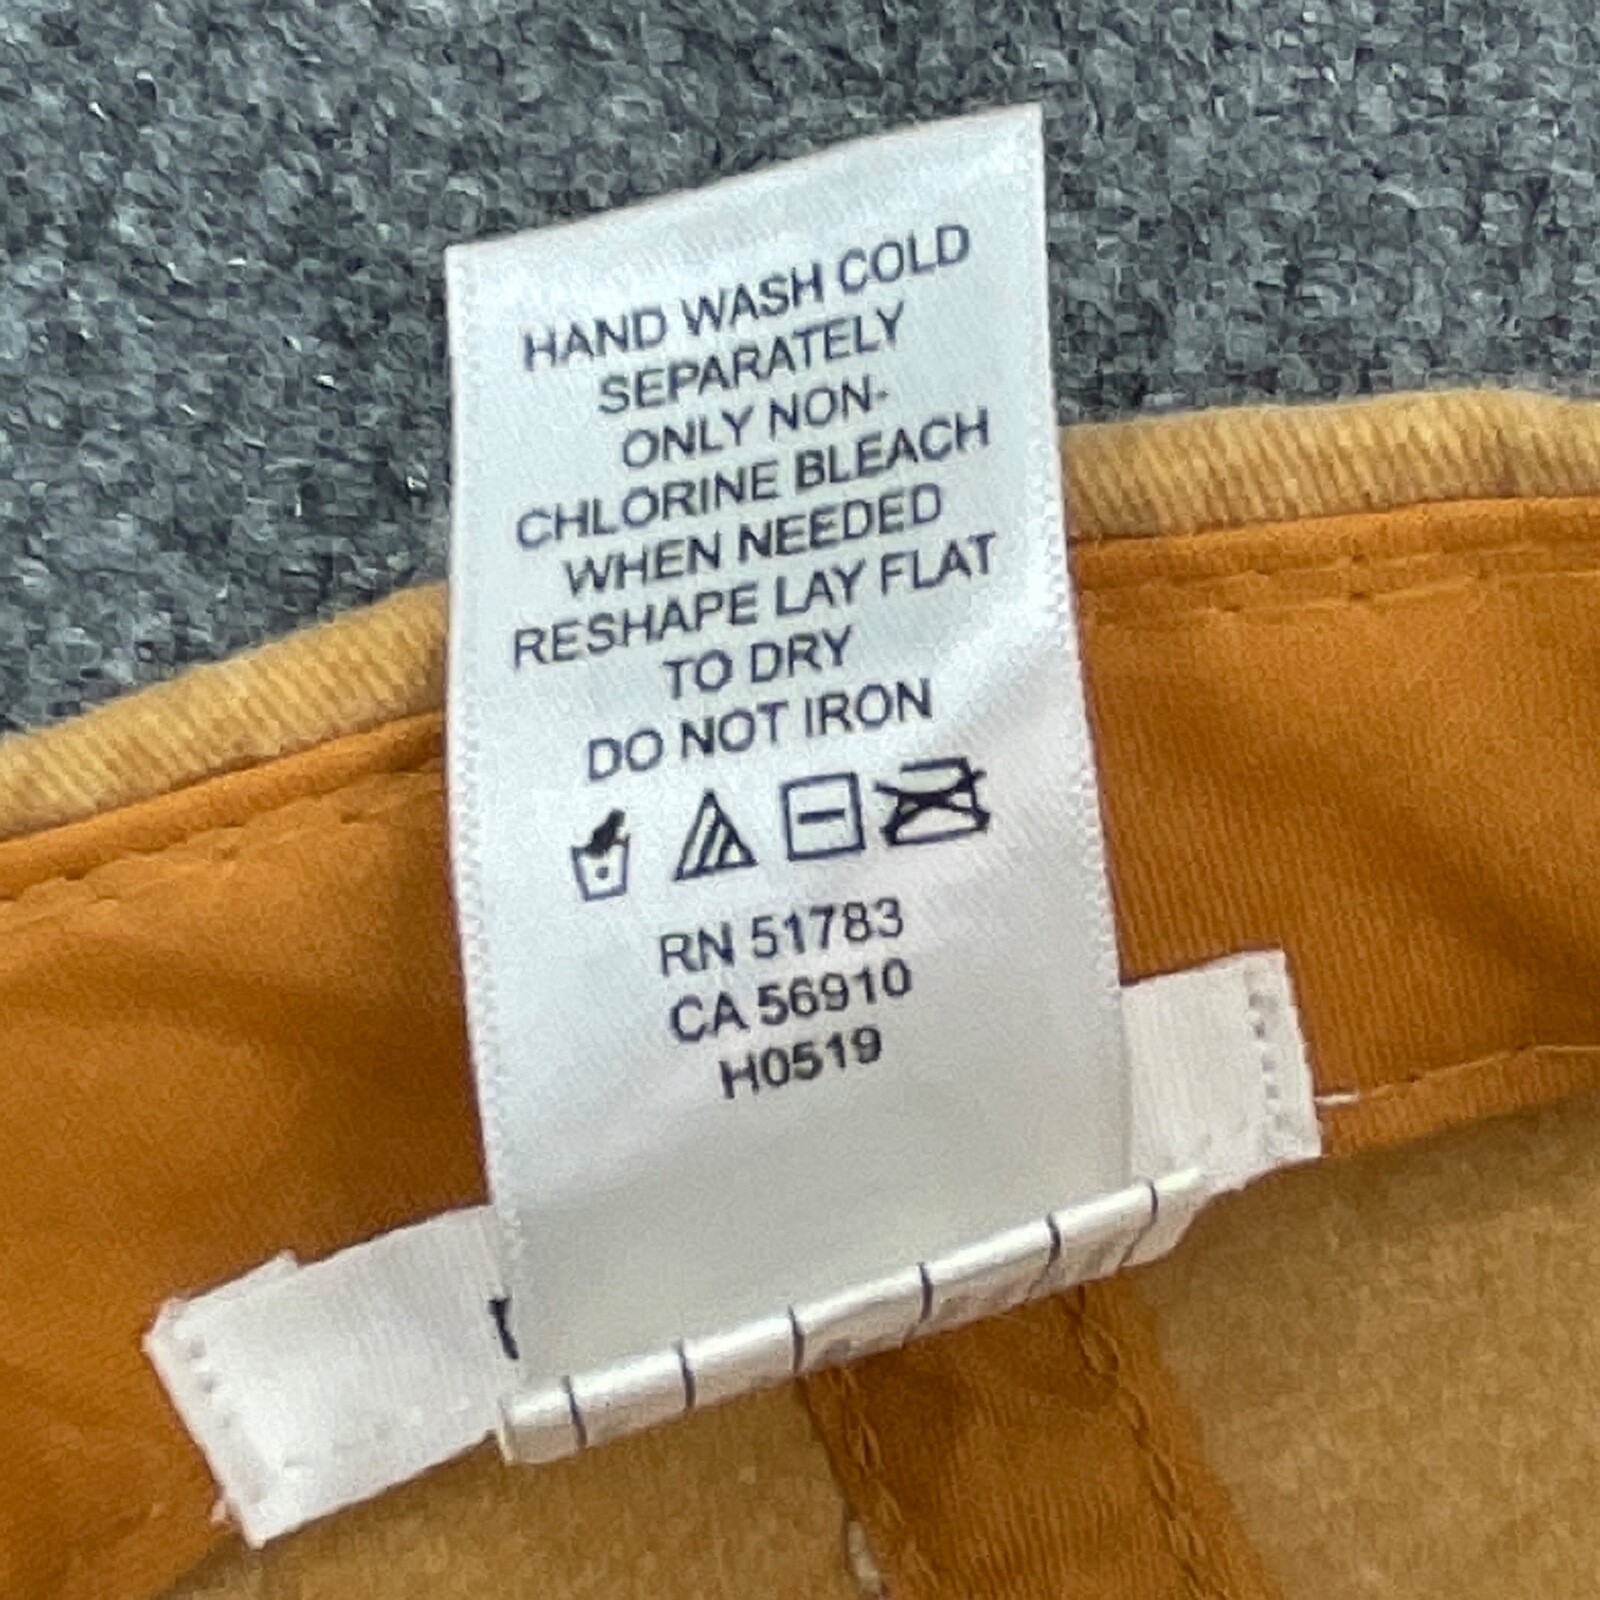 HAND WASH COLD
SEPARATELY
ONLY NON-
CHLORINE BLEACH
WHEN NEEDED
RESHAPE LAY FLAT
TO DRY
DO NOT IRON
RN 51783
CA 56910
H0519